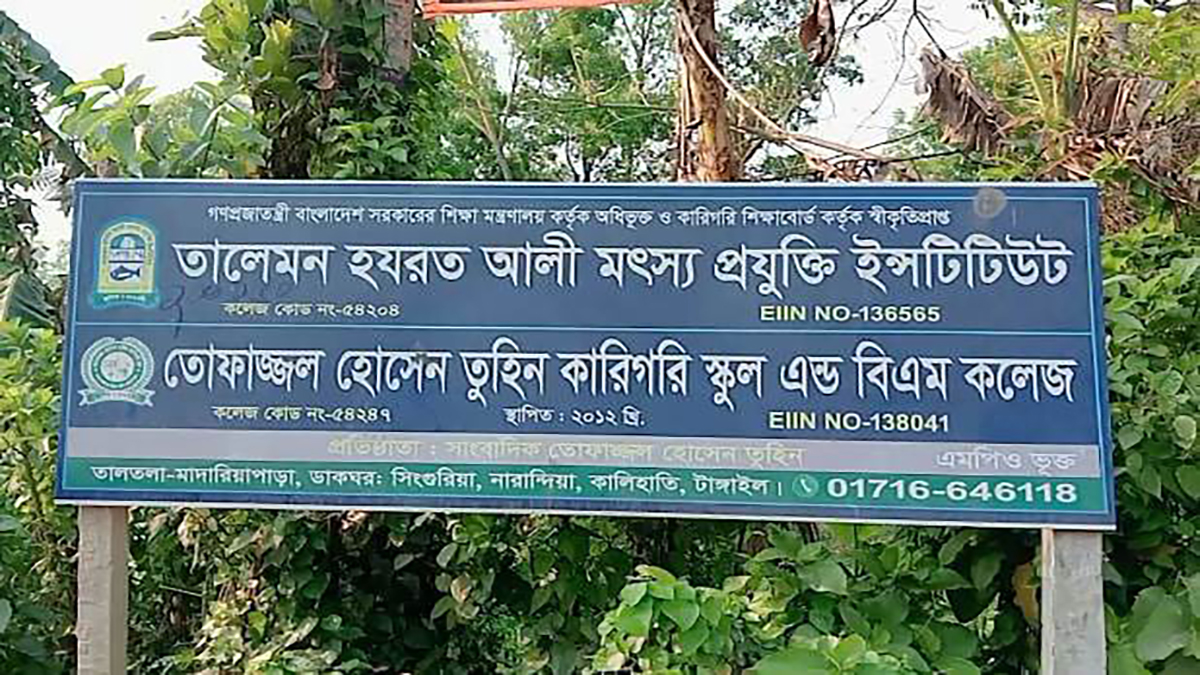 গণপ্রজাতন্ত্রী বাংলাদেশ সরকারের শিক্ষা মন্ত্রণালয় কর্তৃক অধিভূক্ত ও কারিগরি শিক্ষাবোর্ড কর্তৃক স্বীকৃতিপ্রাপ্ত
তালেমন হযরত আলী মৎস্য প্রযুক্তি ইন্সটিটিউট
কলেজ কোড নং-৫৪২০৪ EIIN NO-136565
তোফাজ্জল হোসেন তুহিন কারিগরি স্কুল এন্ড বিএম কলেজ
কলেজ কোড নং-৫৪২৪৭ স্থাপিত : ২০১২ খ্রি. EIIN NO-138041
প্রতিষ্ঠাতা : সাংবাদিক তোফাজ্জল হোসেন তুহিন এমপিও ভূক্ত
তালতলা-মাদারিয়াপাড়া, ডাকঘর: সিংগুরিয়া, নারান্দিয়া, কালিহাতি, টাঙ্গাইল। 01716-646118